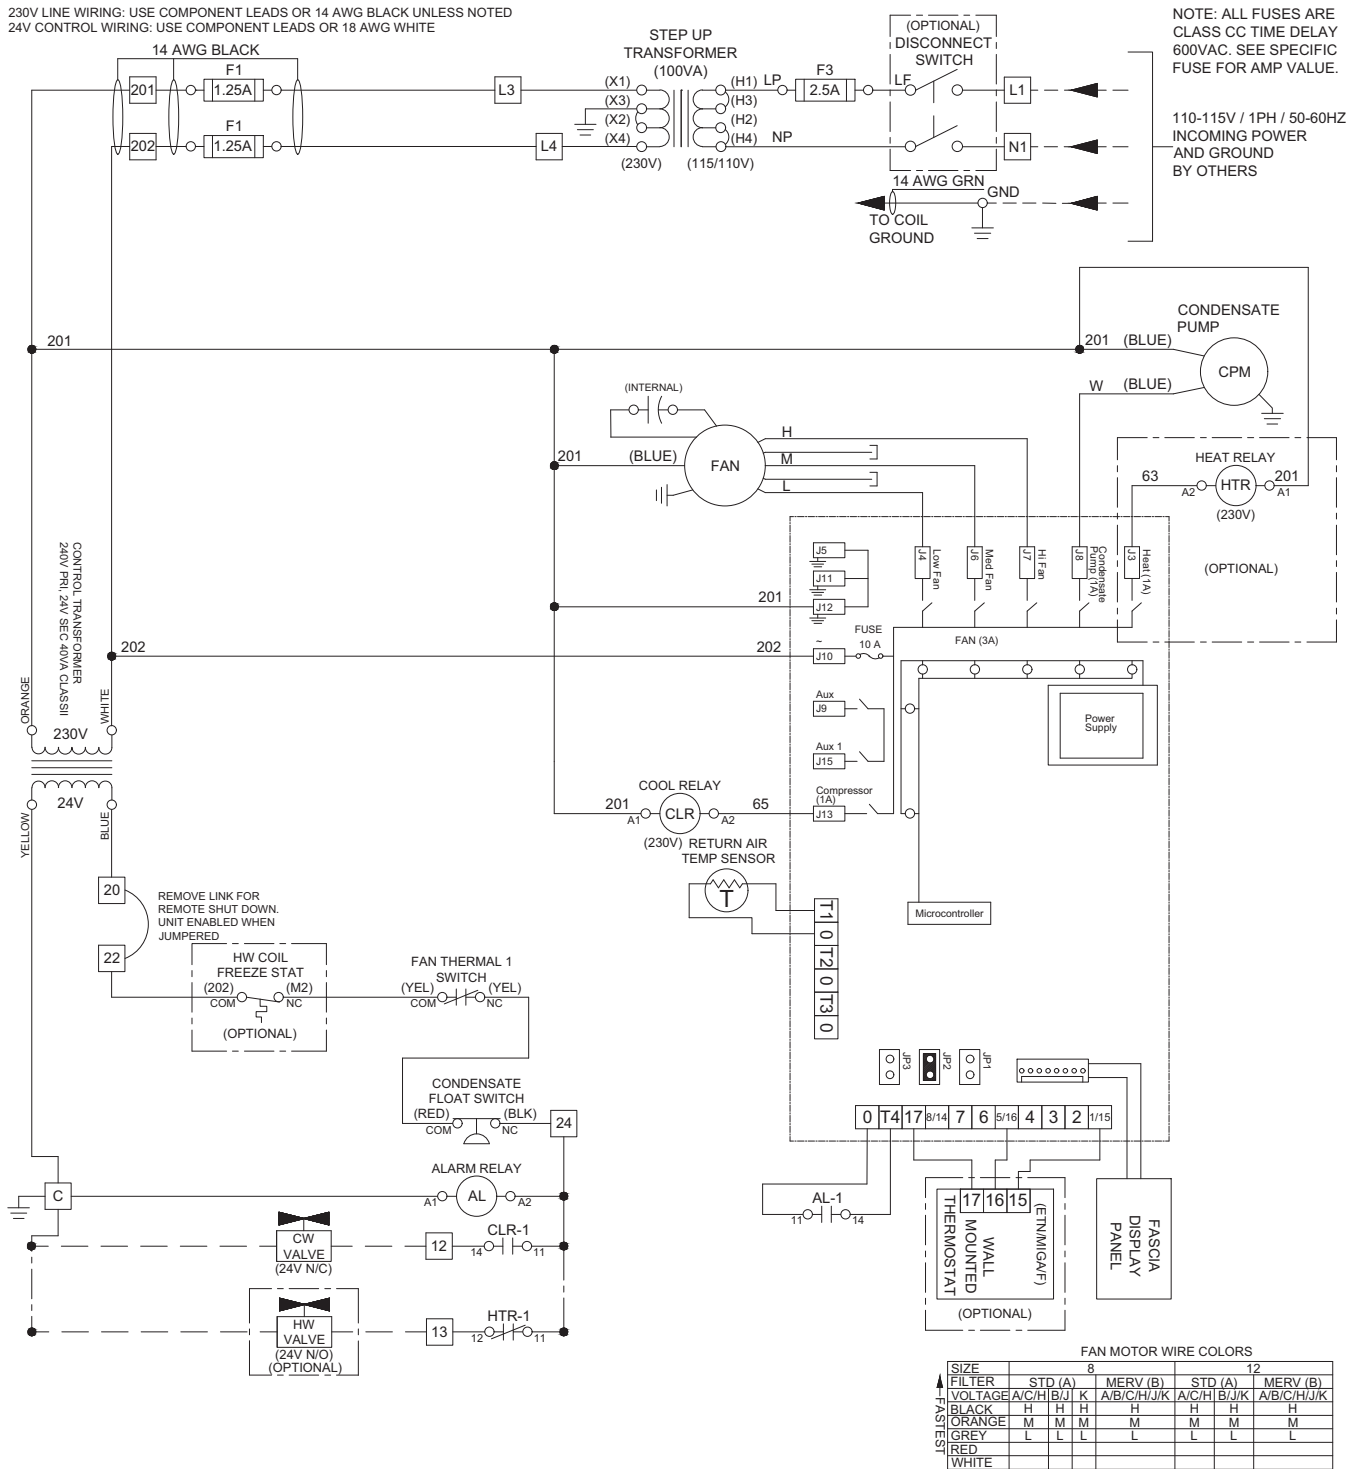 230V LINE WIRING: USE COMPONENT LEADS OR 14 AWG BLACK UNLESS NOTED
24V CONTROL WIRING: USE COMPONENT LEADS OR 18 AWG WHITE
14 AWG BLACK
201
F1
1.25A
202
F1
1.25A
L3
L4
STEP UP
TRANSFORMER
(100VA)
(X1)
(X3)
(X2)
(X4)
(230V)
(H1)
(H3)
(H2)
(H4)
(115/110V)
LP
NP
F3
2.5A
LF
(OPTIONAL)
DISCONNECT
SWITCH
L1
N1
14 AWG GRN
GND
TO COIL
GROUND
NOTE: ALL FUSES ARE
CLASS CC TIME DELAY
600VAC. SEE SPECIFIC
FUSE FOR AMP VALUE.
110-115V / 1PH / 50-60HZ
INCOMING POWER
AND GROUND
BY OTHERS
201
201 (BLUE)
W (BLUE)
CONDENSATE
PUMP
CPM
(INTERNAL)
201 (BLUE)
FAN
H
M
L
HEAT RELAY
63
A2
HTR
201
A1
(230V)
(OPTIONAL)
J5
J11
201
J12
202
~
J10
FUSE
10 A
J4
Low Fan
J6
Med Fan
J7
Hi Fan
J8
Condensate
Pump (1A)
J3
Heat (1A)
FAN (3A)
Aux
J9
Aux 1
J15
Compressor
(1A)
J13
Power
Supply
Microcontroller
202
CONTROL TRANSFORMER
240V PRI, 24V SEC 40VA CLASSII
ORANGE
WHITE
230V
24V
YELLOW
BLUE
COOL RELAY
201
A1
CLR
A2
65
(230V)
RETURN AIR
TEMP SENSOR
T
T1
0
T2
0
T3
0
20
22
REMOVE LINK FOR
REMOTE SHUT DOWN.
UNIT ENABLED WHEN
JUMPERED
HW COIL
FREEZE STAT
(202)
COM
(M2)
NC
(OPTIONAL)
FAN THERMAL 1
SWITCH
(YEL)
COM
(YEL)
NC
CONDENSATE
FLOAT SWITCH
(RED)
COM
(BLK)
NC
24
JP3
JP2
JP1
0 T4 17 8/14 7 6 5/16 4 3 2 1/15
C
ALARM RELAY
A1
AL
A2
CW
VALVE
(24V N/C)
12
CLR-1
14
11
HW
VALVE
(24V N/O)
(OPTIONAL)
13
HTR-1
12
11
AL-1
11
14
17 16 15
WALL
MOUNTED
THERMOSTAT
(ETN/MIGA/F)
(OPTIONAL)
FASCIA
DISPLAY
PANEL
FAN MOTOR WIRE COLORS
SIZE 8 12
FILTER STD (A) MERV (B) STD (A) MERV (B)
VOLTAGE A/C/H B/J K A/B/C/H/J/K A/C/H B/J/K A/B/C/H/J/K
BLACK H H H H H H H
ORANGE M M M M M M M
GREY L L L L L L L
RED
WHITE
FASTEST